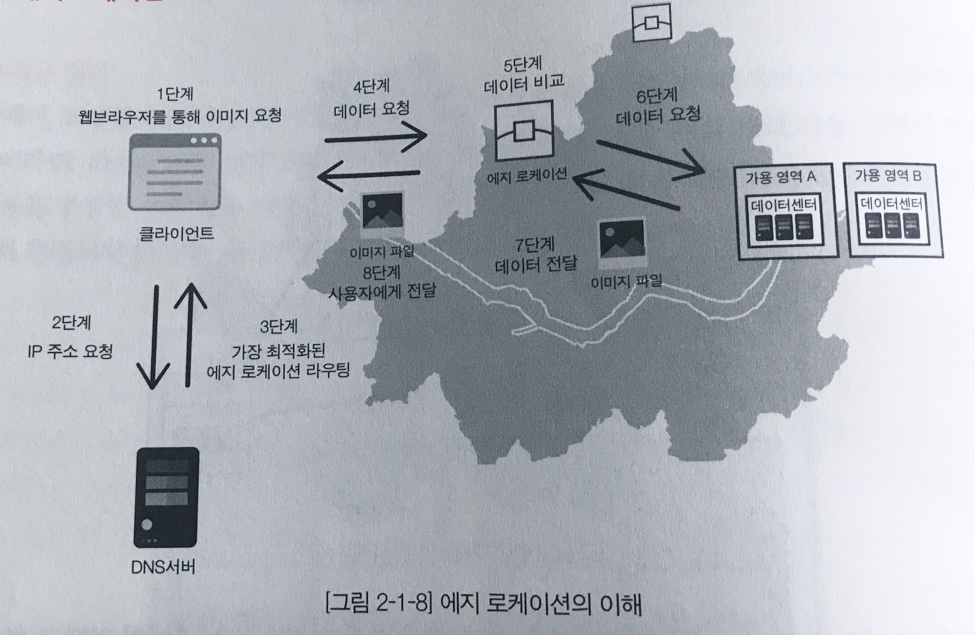 1단계
웹브라우저를 통해 이미지 요청
클라이언트
2단계
IP 주소 요청
3단계
가장 최적화된
에지 로케이션 라우팅
DNS서버
4단계
데이터 요청
이미지 파일
8단계
사용자에게 전달
5단계
데이터 비교
에지 로케이션
6단계
데이터 요청
7단계
데이터 전달
이미지 파일
가용 영역 A
데이터센터
가용 영역 B
데이터센터
[그림 2-1-8] 에지 로케이션의 이해